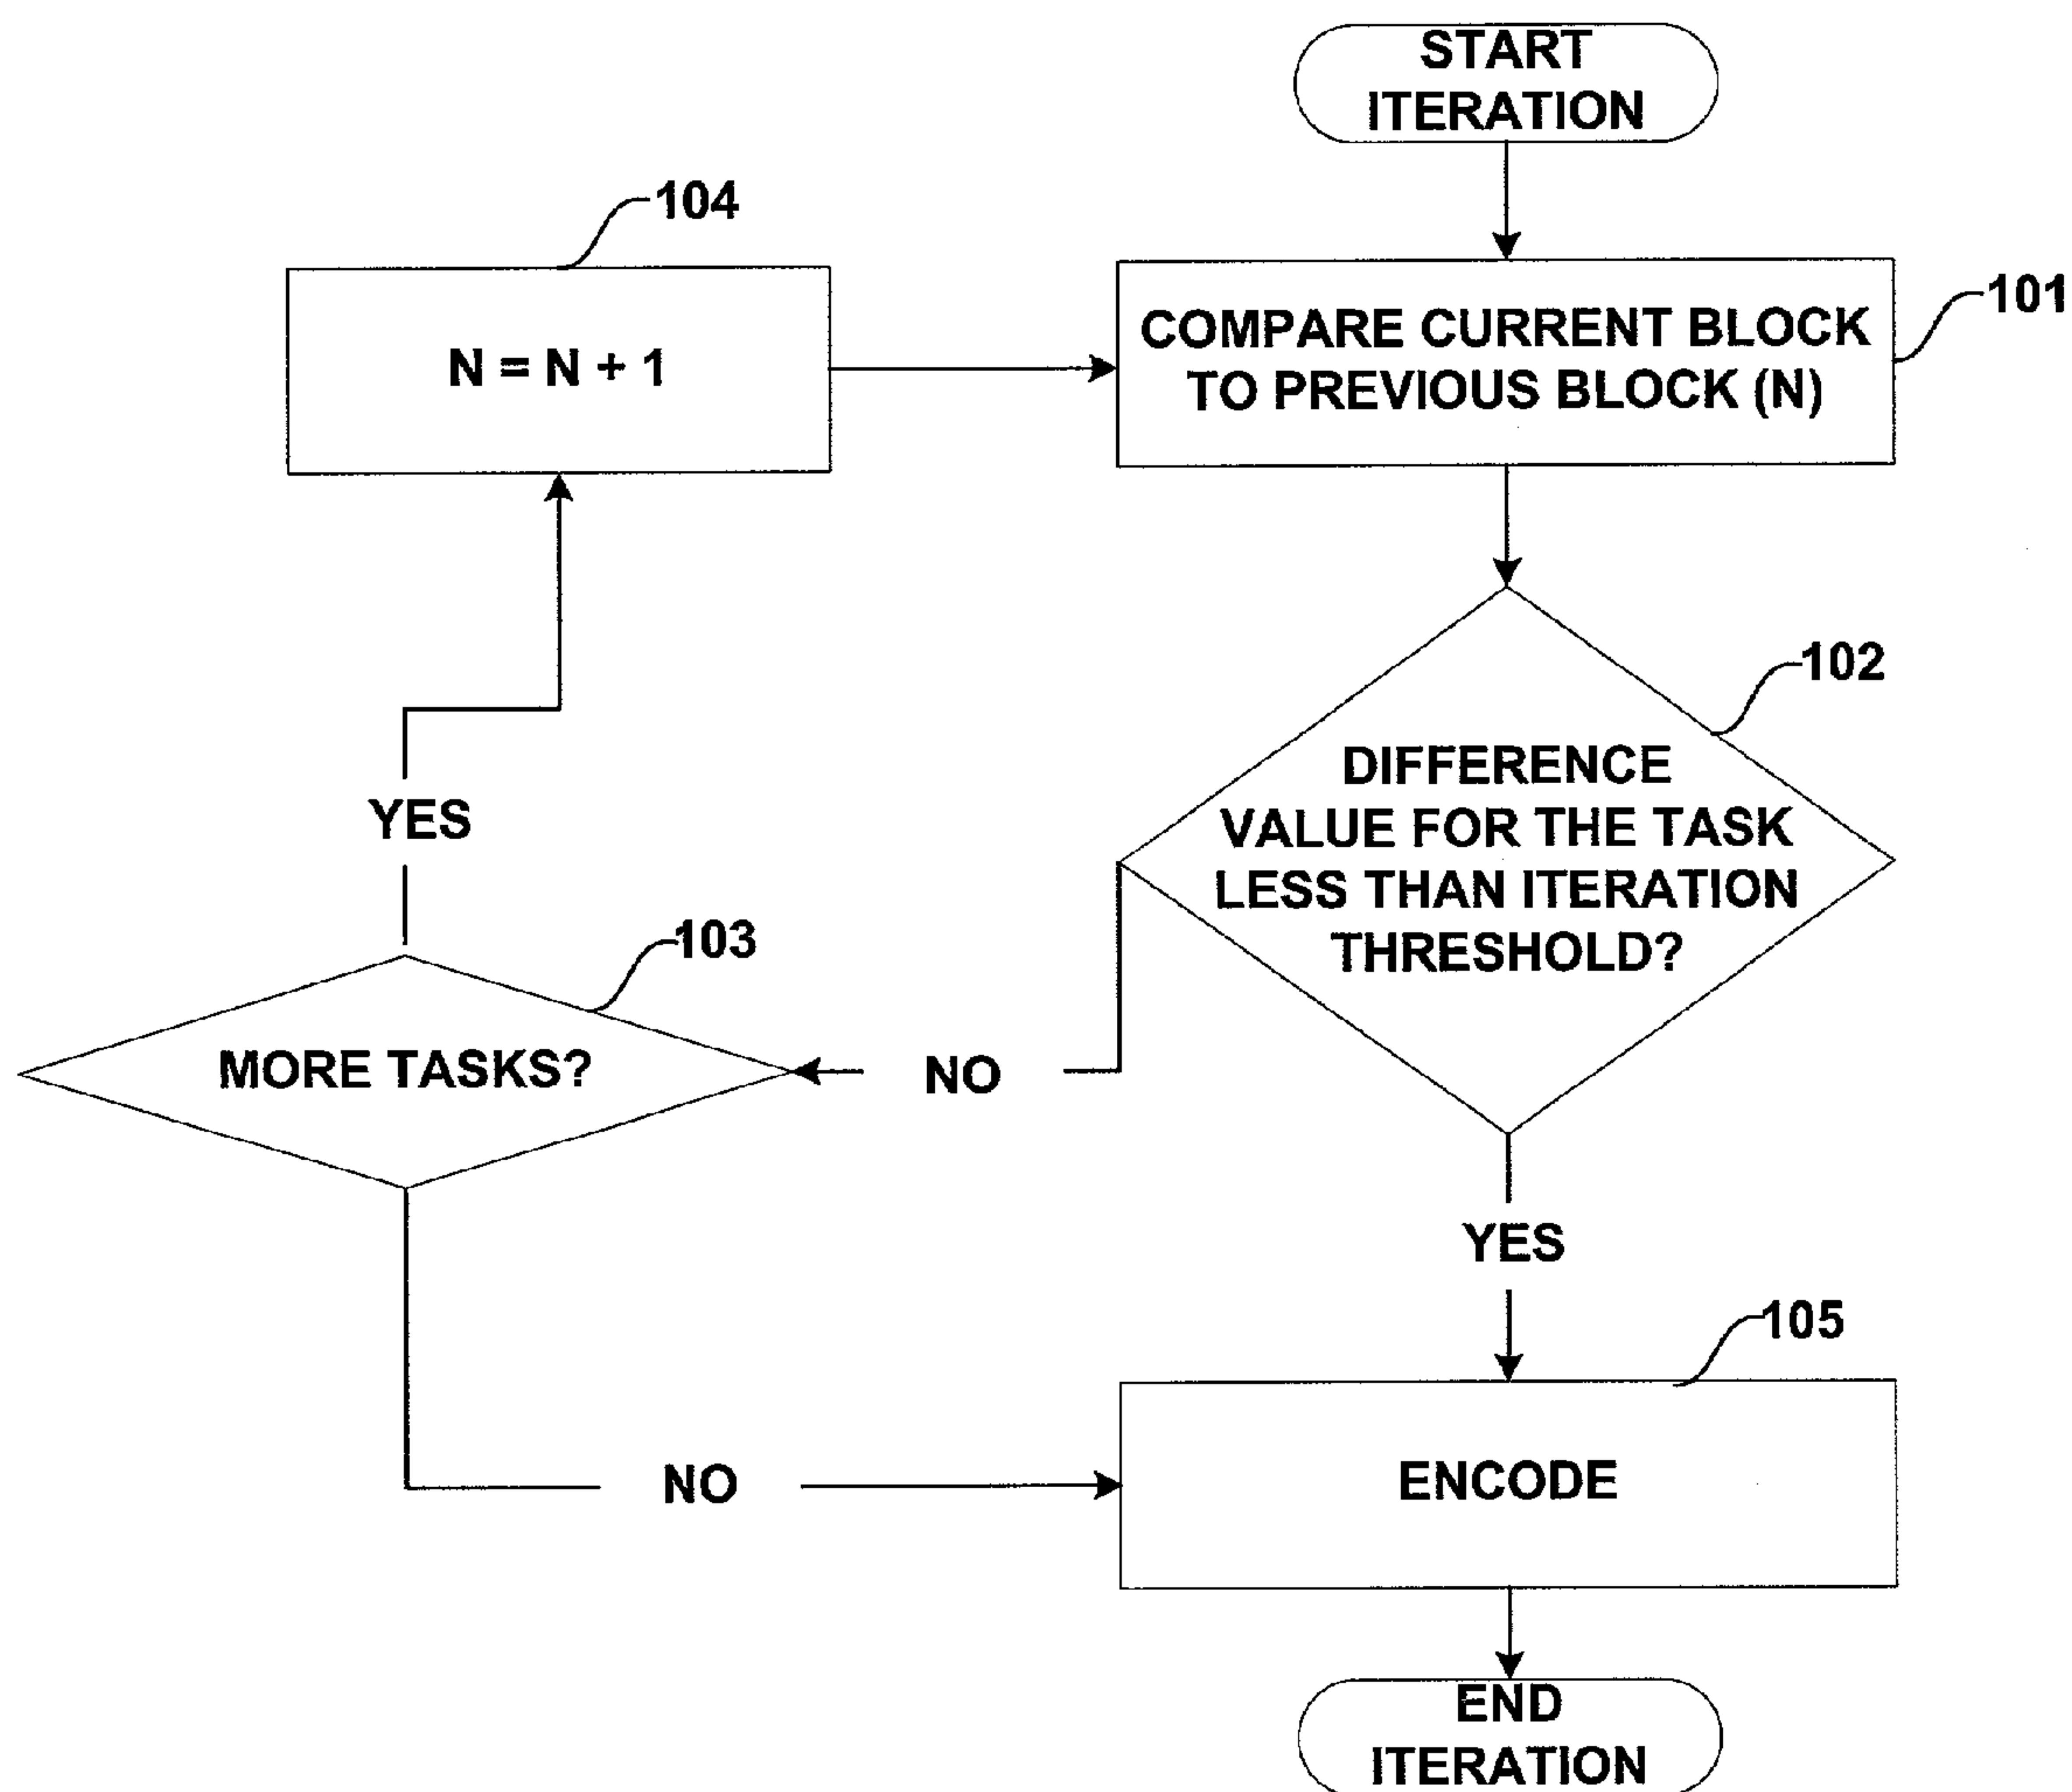 START
ITERATION
104
101
N = N + 1
COMPARE CURRENT BLOCK
TO PREVIOUS BLOCK (N)
102
DIFFERENCE
VALUE FOR THE TASK
LESS THAN ITERATION
THRESHOLD?
YES
103
MORE TASKS?
NO
YES
105
NO
ENCODE
END
ITERATION